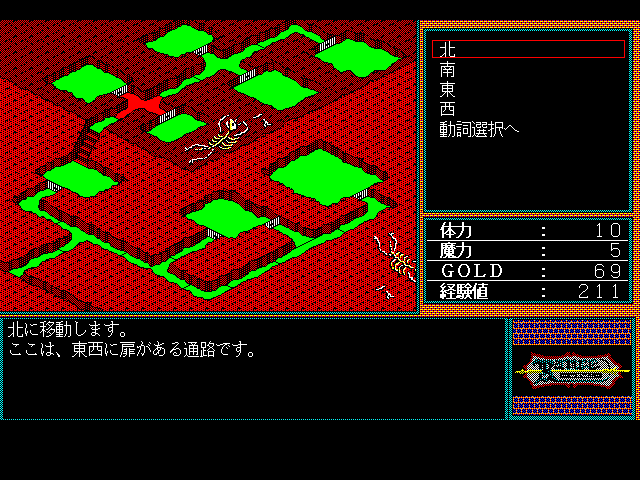 北
南
東
西
動詞選択へ
体力 : 10
魔力 : 5
GOLD : 69
経験値 : 211
北に移動します。
ここは、東西に扉がある通路です。